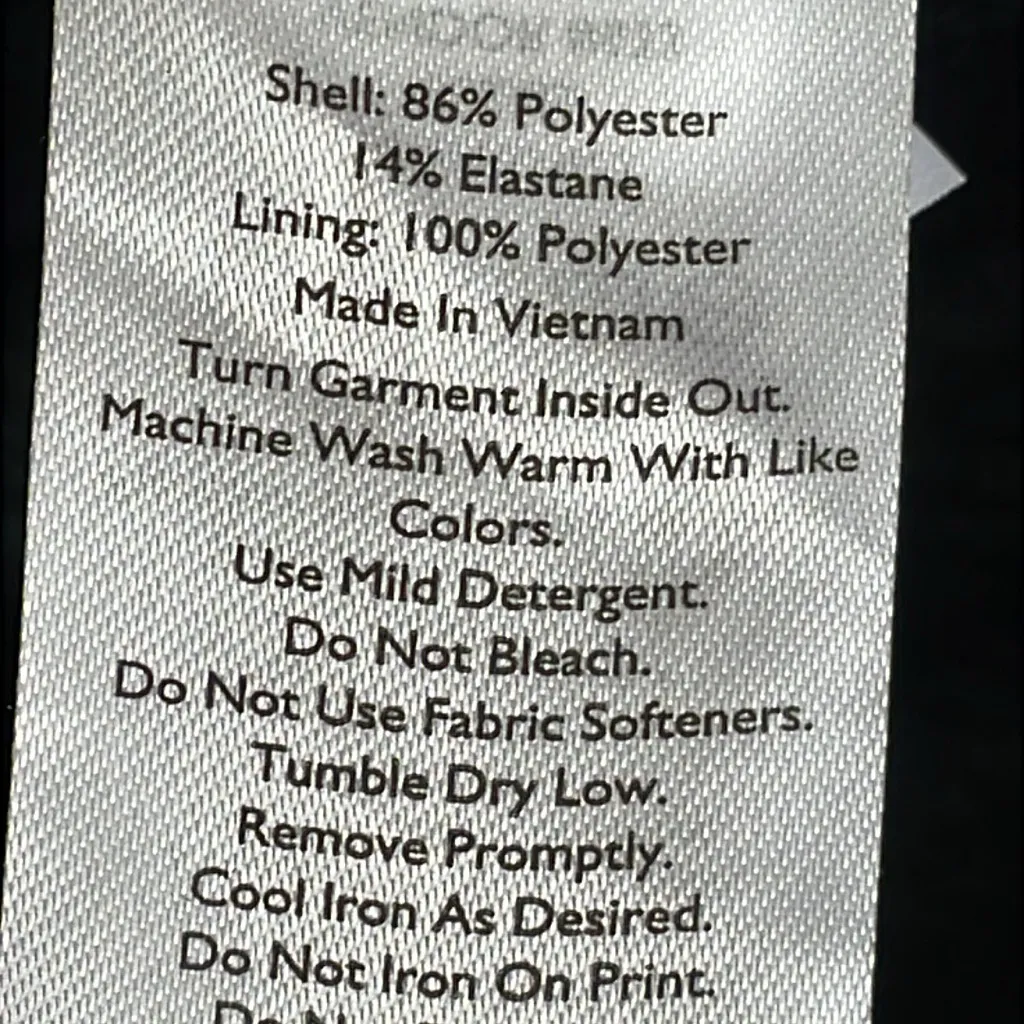 Shell: 86% Polyester
14% Elastane
Lining: 100% Polyester
Made In Vietnam
Turn Garment Inside Out.
Machine Wash Warm With Like
Colors.
Use Mild Detergent.
Do Not Bleach.
Do Not Use Fabric Softeners.
Tumble Dry Low.
Remove Promptly.
Cool Iron As Desired.
Do Not Iron On Print.